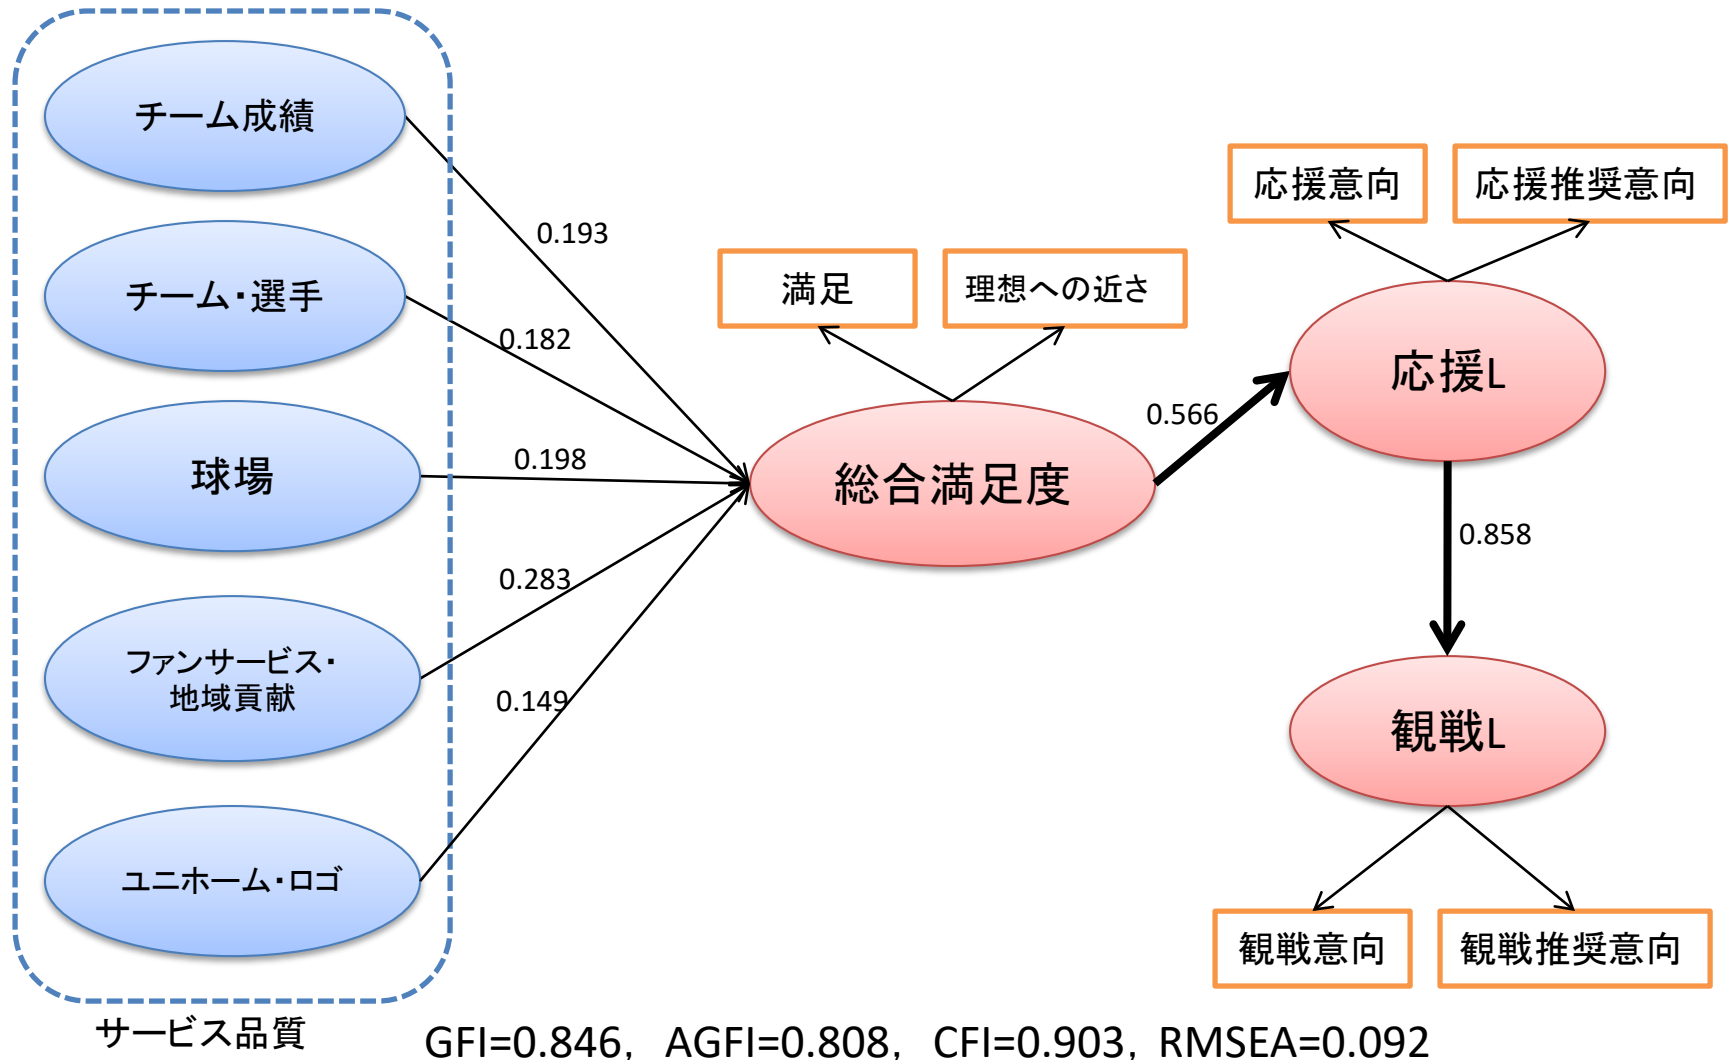 チーム成績
チーム・選手
球場
ファンサービス・
地域貢献
ユニホーム・ロゴ
サービス品質
0.193
0.182
0.198
0.283
0.149
満足
理想への近さ
総合満足度
0.566
応援意向
応援推奨意向
応援L
0.858
観戦L
観戦意向
観戦推奨意向
GFI=0.846, AGFI=0.808, CFI=0.903, RMSEA=0.092